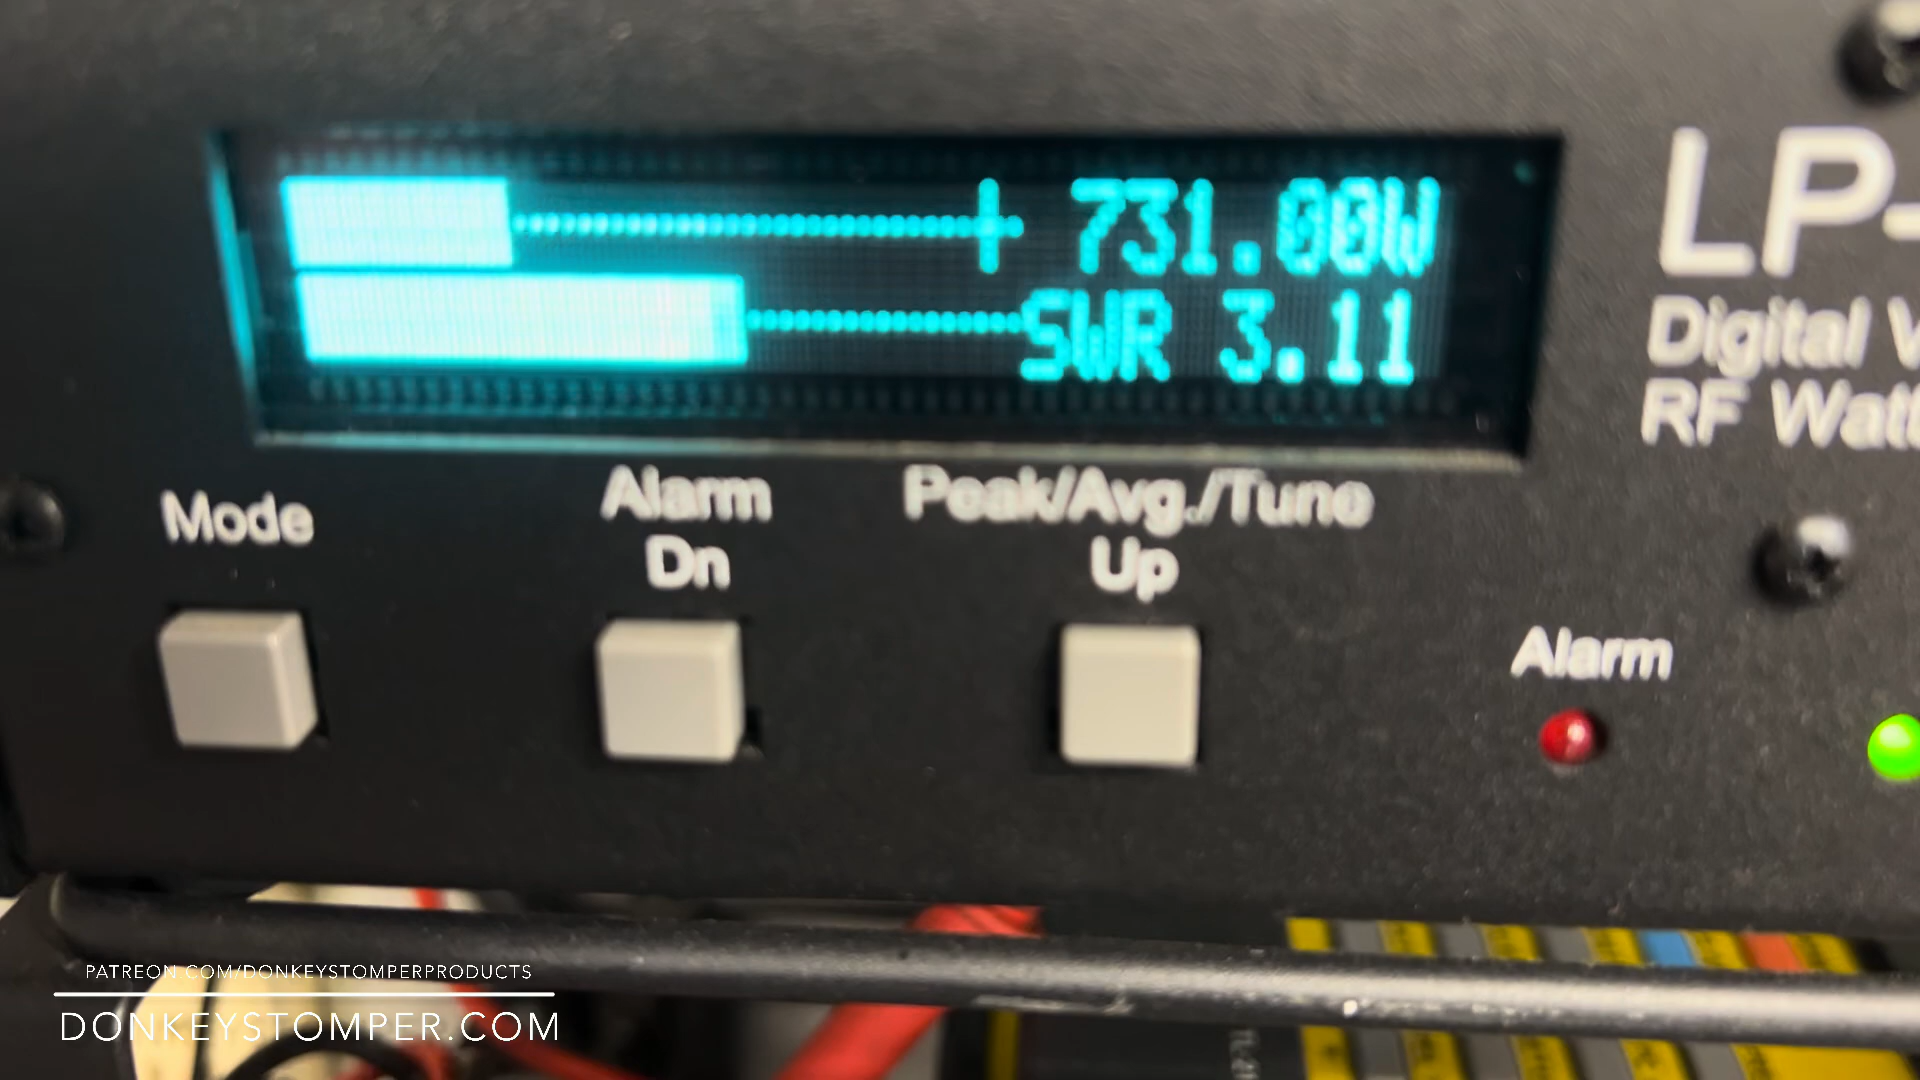 731.00W
SWR 3.11
LP-
Digital V
RF Watt
Mode
Alarm
Dn
Peak/Avg./Tune
Up
Alarm
PATREON.COM/DONKEYSTOMPERPRODUCTS
DONKEYSTOMPER.COM